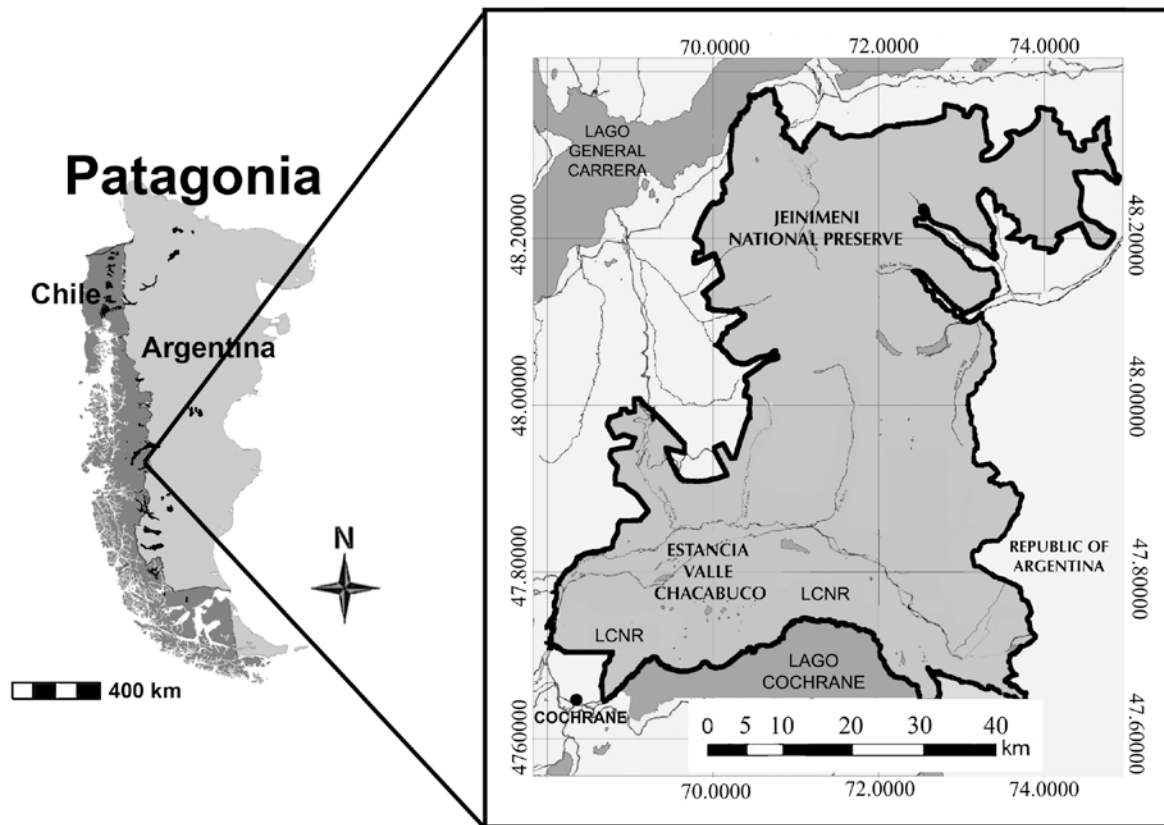 Patagonia
Chile
Argentina
N
400 km
70.0000 72.0000 74.0000
LAGO
GENERAL
CARRERA
JEINIMENI
NATIONAL PRESERVE
48.20000
48.20000
48.00000
48.00000
ESTANCIA
VALLE
CHACABUCO
LCNR
LCNR
REPUBLIC OF
ARGENTINA
47.80000
47.80000
LAGO
COCHRANE
COCHRANE
4760000
47.60000
0 5 10 20 30 40
km
70.0000 72.0000 74.0000